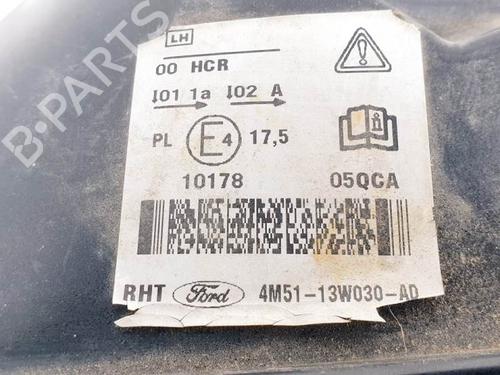 B-PARTS
LH
00 HCR
I01 1a I02 A
PL E4 17,5
10178 05QCA
RHT Ford 4M51-13W030-AD